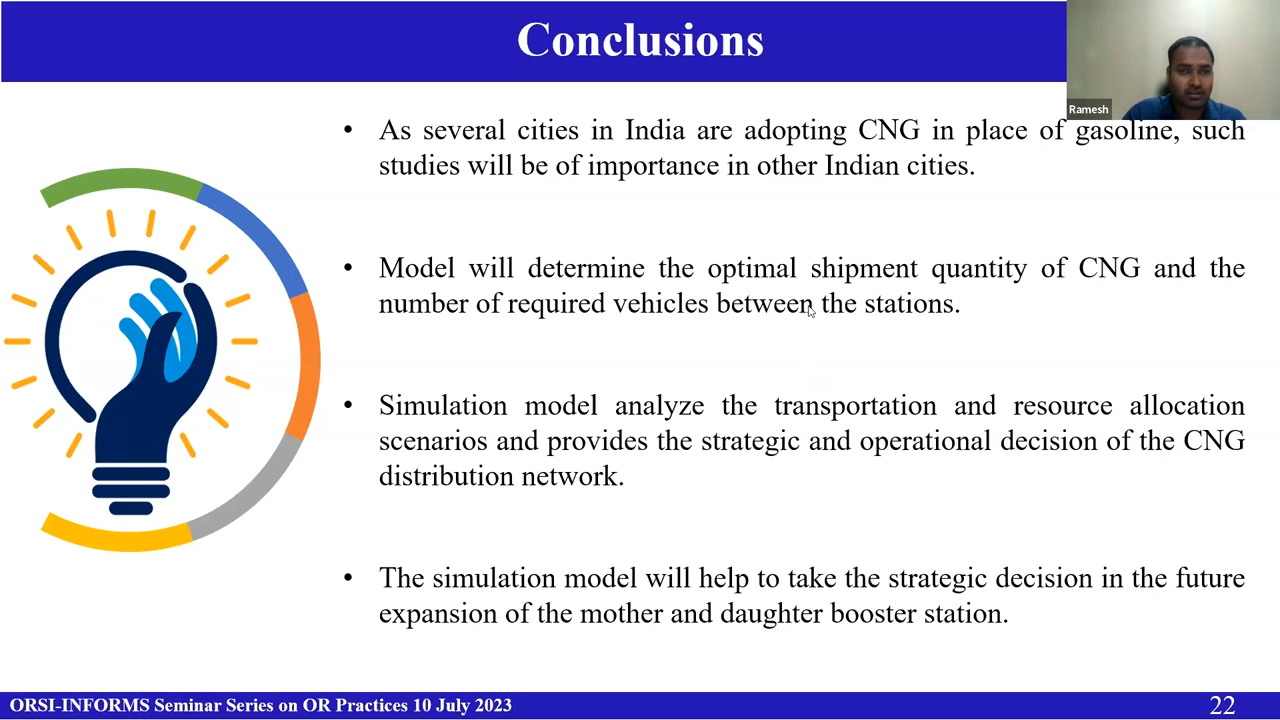 Conclusions
Ramesh
• As several cities in India are adopting CNG in place of gasoline, such
studies will be of importance in other Indian cities.
• Model will determine the optimal shipment quantity of CNG and the
number of required vehicles between the stations.
• Simulation model analyze the transportation and resource allocation
scenarios and provides the strategic and operational decision of the CNG
distribution network.
• The simulation model will help to take the strategic decision in the future
expansion of the mother and daughter booster station.
ORSI-INFORMS Seminar Series on OR Practices 10 July 2023
22